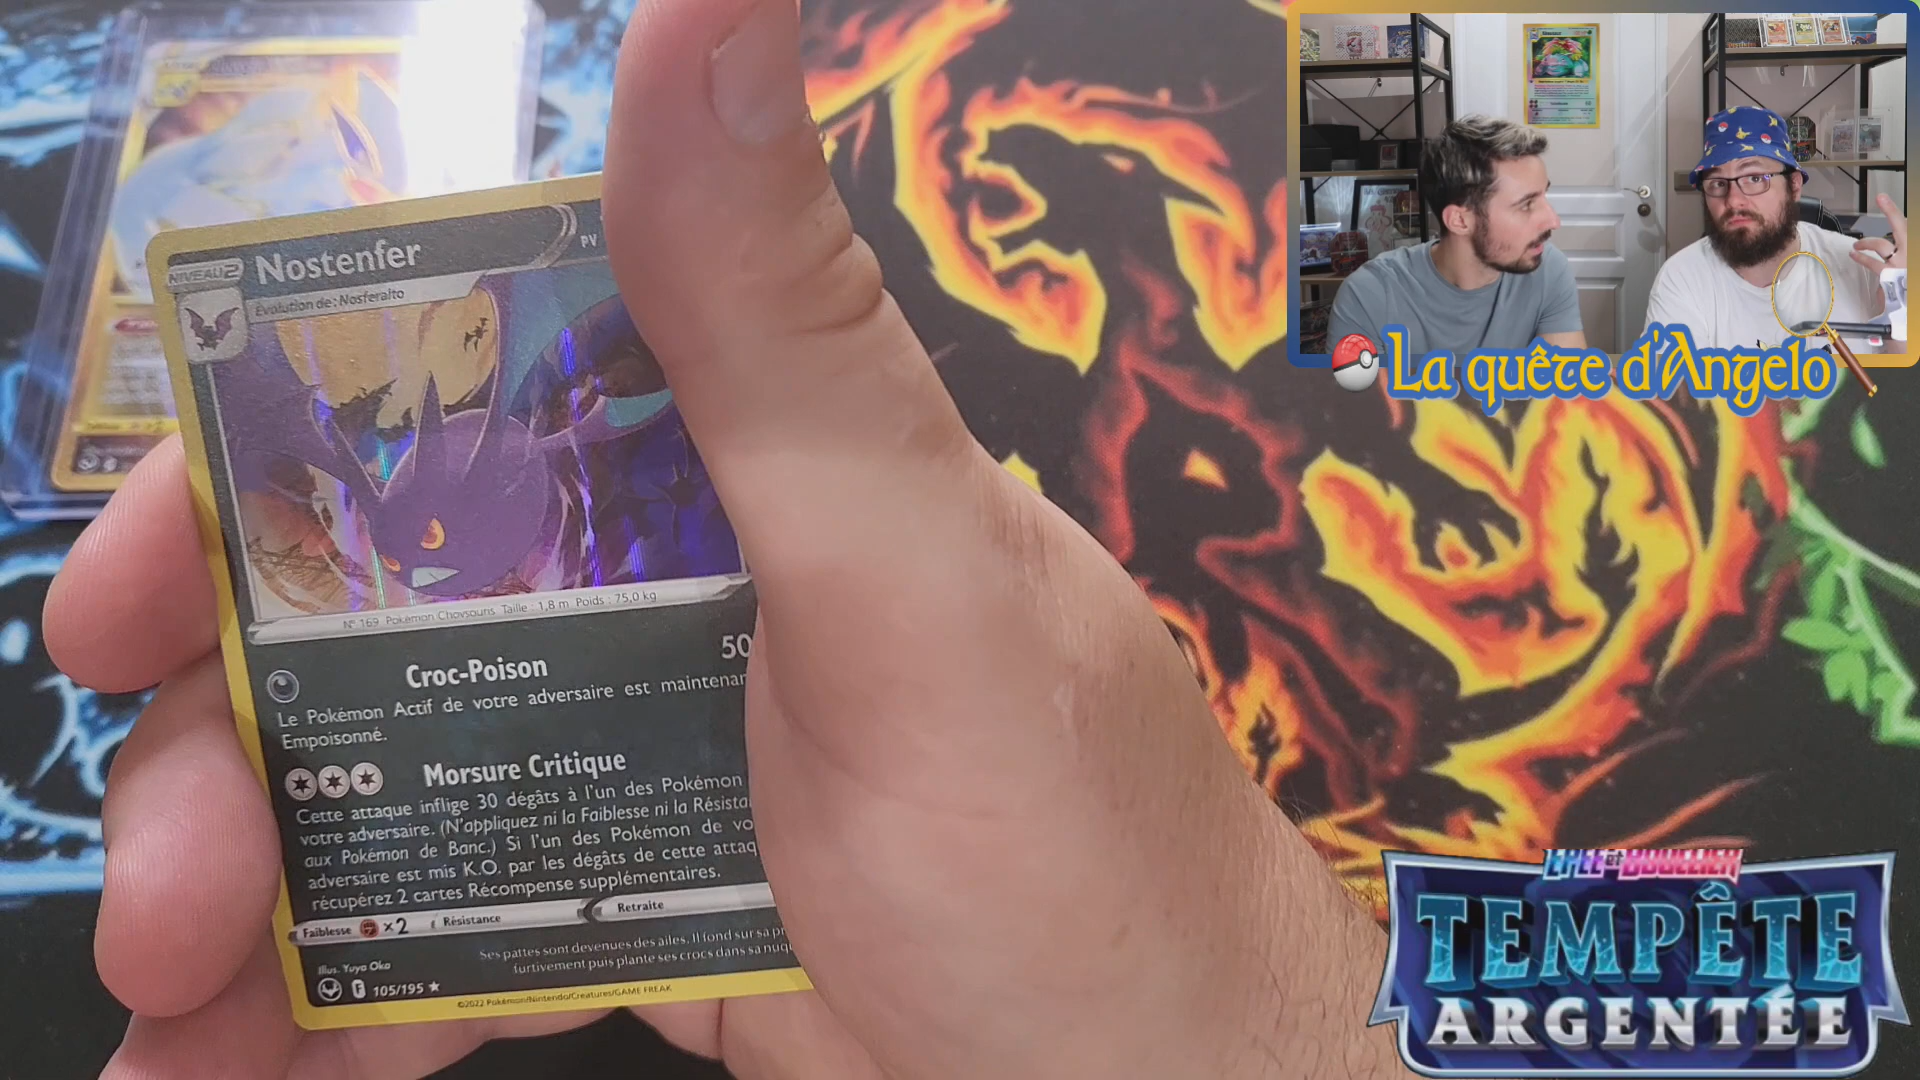 NIVEAU 2
Nostenfer
PV
Évolution de : Nosferalto
N° 169 Pokémon Chovsouris Taille : 1,8 m Poids : 75,0 kg
Croc-Poison
50
Le Pokémon Actif de votre adversaire est maintenan
Empoisonné.
Morsure Critique
Cette attaque inflige 30 dégâts à l'un des Pokémon
votre adversaire. (N'appliquez ni la Faiblesse ni la Résista
aux Pokémon de Banc.) Si l'un des Pokémon de vo
adversaire est mis K.O. par les dégâts de cette attaq
récupérez 2 cartes Récompense supplémentaires.
Faiblesse ×2 Résistance Retraite
Ses pattes sont devenues des ailes. Il fond sur sa pr
furtivement puis plante ses crocs dans sa nuq
Illus. Yuya Oka
F 105/195
©2022 Pokémon/Nintendo/Creatures/GAME FREAK
La quête d'Angelo
ÉPÉE et BOUCLIER
TEMPÊTE
ARGENTÉE